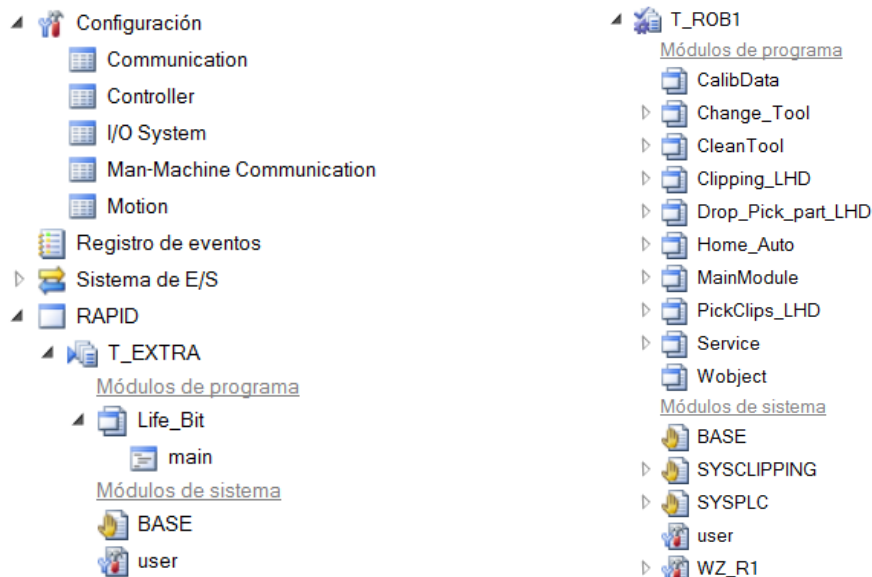 Configuración
Communication
Controller
I/O System
Man-Machine Communication
Motion
Registro de eventos
Sistema de E/S
RAPID
T_EXTRA
Módulos de programa
Life_Bit
main
Módulos de sistema
BASE
user
T_ROB1
Módulos de programa
CalibData
Change_Tool
CleanTool
Clipping_LHD
Drop_Pick_part_LHD
Home_Auto
MainModule
PickClips_LHD
Service
Wobject
Módulos de sistema
BASE
SYSCLIPPING
SYSPLC
user
WZ_R1